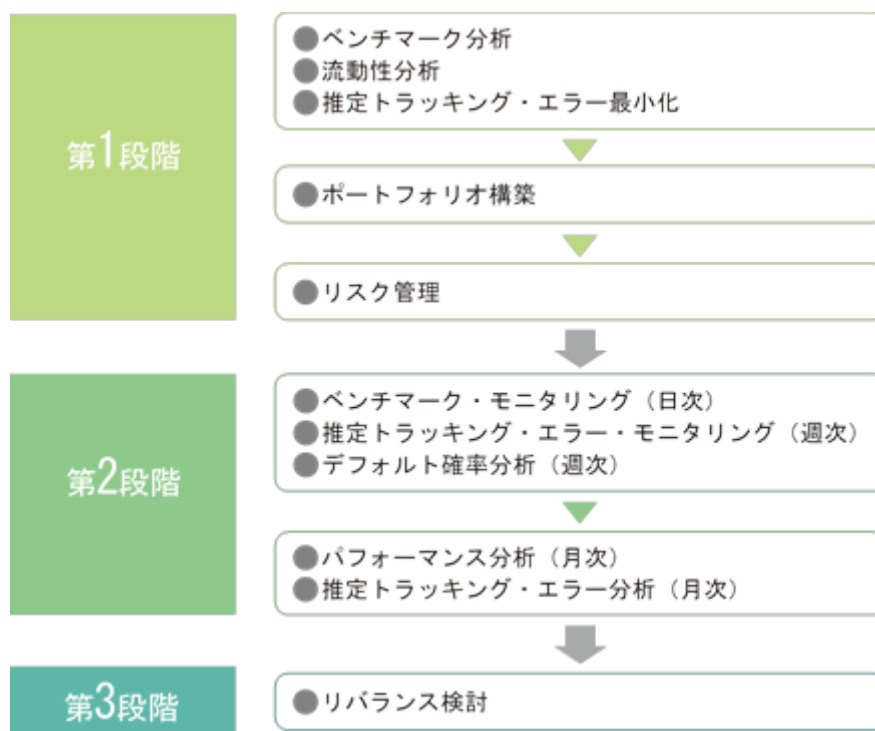 第1段階
●ベンチマーク分析
●流動性分析
●推定トラッキング・エラー最小化
●ポートフォリオ構築
●リスク管理
第2段階
●ベンチマーク・モニタリング（日次）
●推定トラッキング・エラー・モニタリング（週次）
●デフォルト確率分析（週次）
●パフォーマンス分析（月次）
●推定トラッキング・エラー分析（月次）
第3段階
●リバランス検討